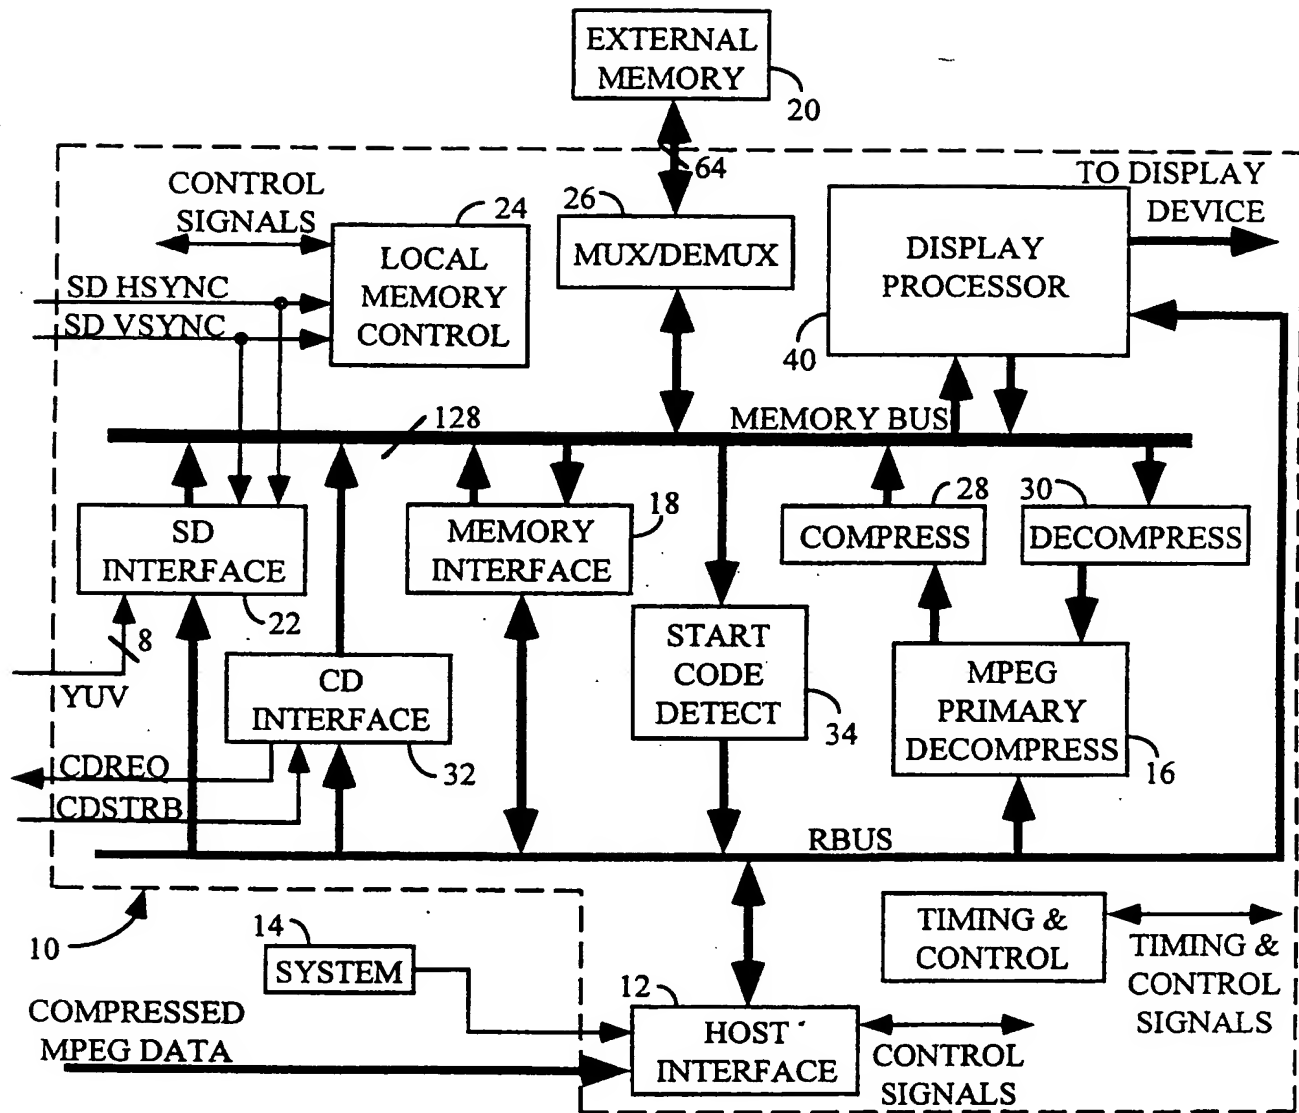 EXTERNAL
MEMORY
20
64
CONTROL
SIGNALS
24
LOCAL
MEMORY
CONTROL
26
MUX/DEMUX
DISPLAY
PROCESSOR
40
TO DISPLAY
DEVICE
SD HSYNC
SD VSYNC
128
MEMORY BUS
SD
INTERFACE
22
8
YUV
MEMORY
INTERFACE
18
28
COMPRESS
30
DECOMPRESS
CD
INTERFACE
32
START
CODE
DETECT
34
MPEG
PRIMARY
DECOMPRESS
16
CDREQ
CDSTRB
RBUS
10
14
SYSTEM
TIMING &
CONTROL
TIMING &
CONTROL
SIGNALS
COMPRESSED
MPEG DATA
12
HOST
INTERFACE
CONTROL
SIGNALS